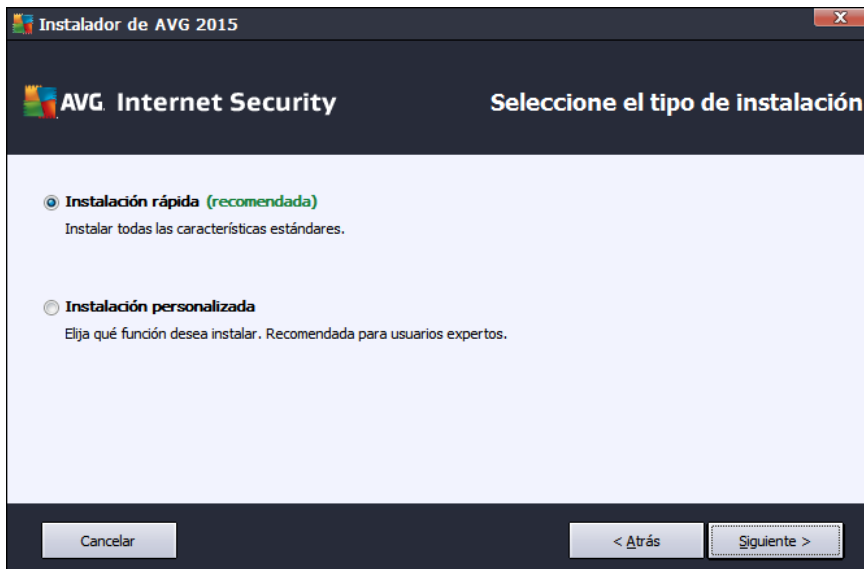 Instalador de AVG 2015
AVG. Internet Security
Seleccione el tipo de instalación
Instalación rápida (recomendada)
Instalar todas las características estándares.
Instalación personalizada
Elija qué función desea instalar. Recomendada para usuarios expertos.
Cancelar
< Atrás
Siguiente >